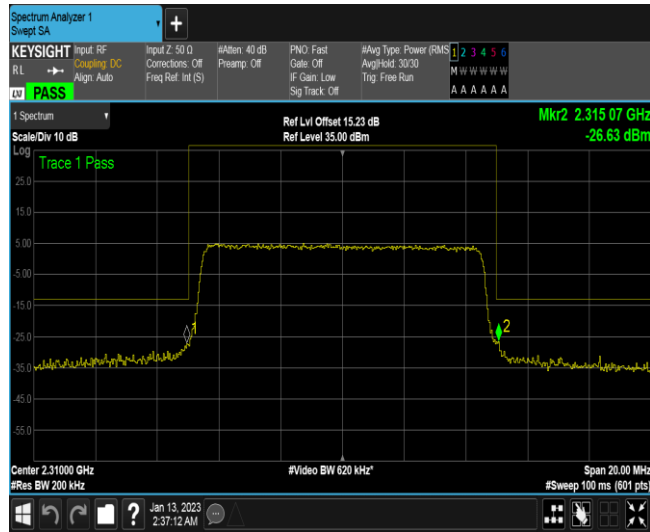 Spectrum Analyzer 1
Swept SA
+
KEYSIGHT
RL
LXI PASS
Input: RF
Coupling: DC
Align: Auto
Input Z: 50 Ω
Corrections: Off
Freq Ref: Int (S)
#Atten: 40 dB
Preamp: Off
PNO: Fast
Gate: Off
IF Gain: Low
Sig Track: Off
#Avg Type: Power (RMS
Avg|Hold: 30/30
Trig: Free Run
1 2 3 4 5 6
M W W W W W
A A A A A A
1 Spectrum
Scale/Div 10 dB
Ref Lvl Offset 15.23 dB
Ref Level 35.00 dBm
Mkr2 2.315 07 GHz
-26.63 dBm
Log
Trace 1 Pass
25.0
15.0
5.00
-5.00
-15.0
-25.0
-35.0
-45.0
-55.0
1
2
Center 2.31000 GHz
#Res BW 200 kHz
#Video BW 620 kHz*
Span 20.00 MHz
#Sweep 100 ms (601 pts)
?
Jan 13, 2023
2:37:12 AM